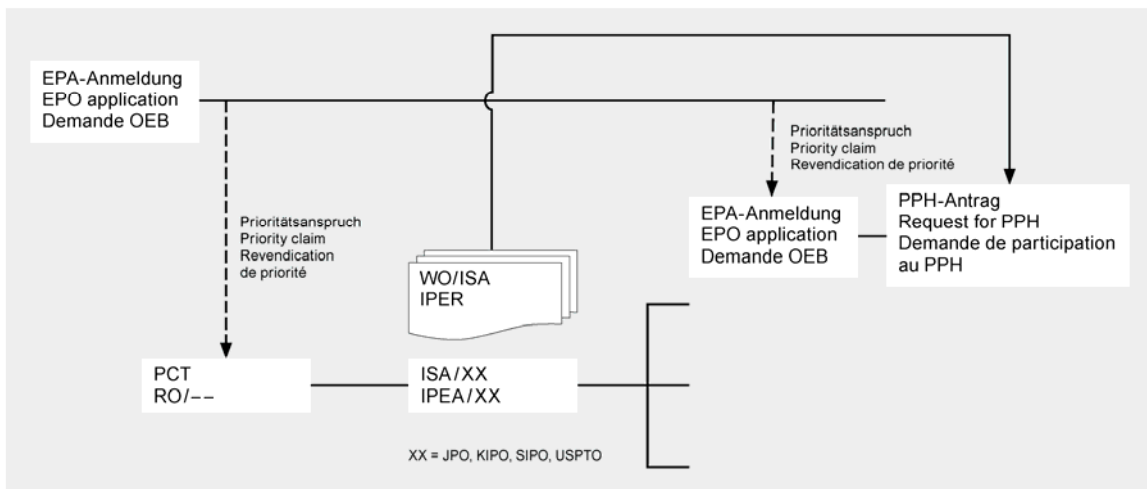 EPA-Anmeldung
EPO application
Demande OEB
Prioritätsanspruch
Priority claim
Revendication de priorité
EPA-Anmeldung
EPO application
Demande OEB
PPH-Antrag
Request for PPH
Demande de participation
au PPH
Prioritätsanspruch
Priority claim
Revendication
de priorité
WO/ISA
IPER
PCT
RO/--
ISA/XX
IPEA/XX
XX = JPO, KIPO, SIPO, USPTO